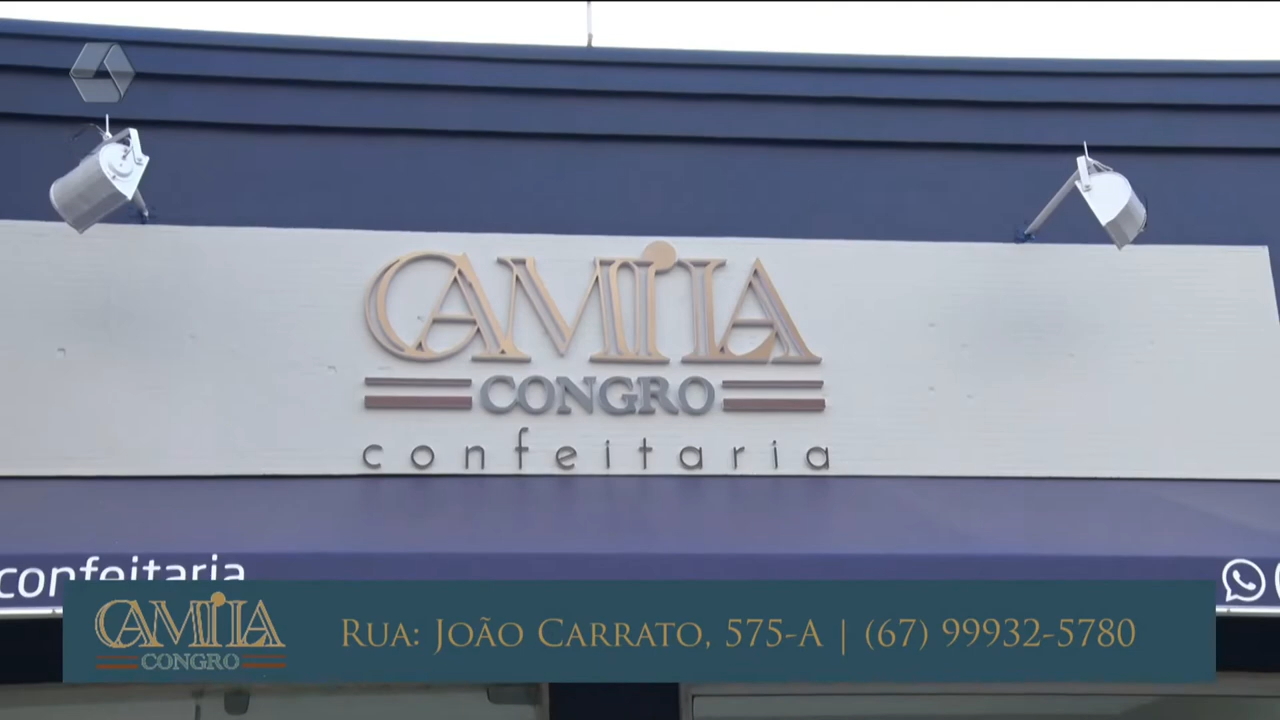 CAMILA
CONGRO
confeitaria
confeitaria
CAMILA
CONGRO
RUA: JOÃO CARRATO, 575-A | (67) 99932-5780